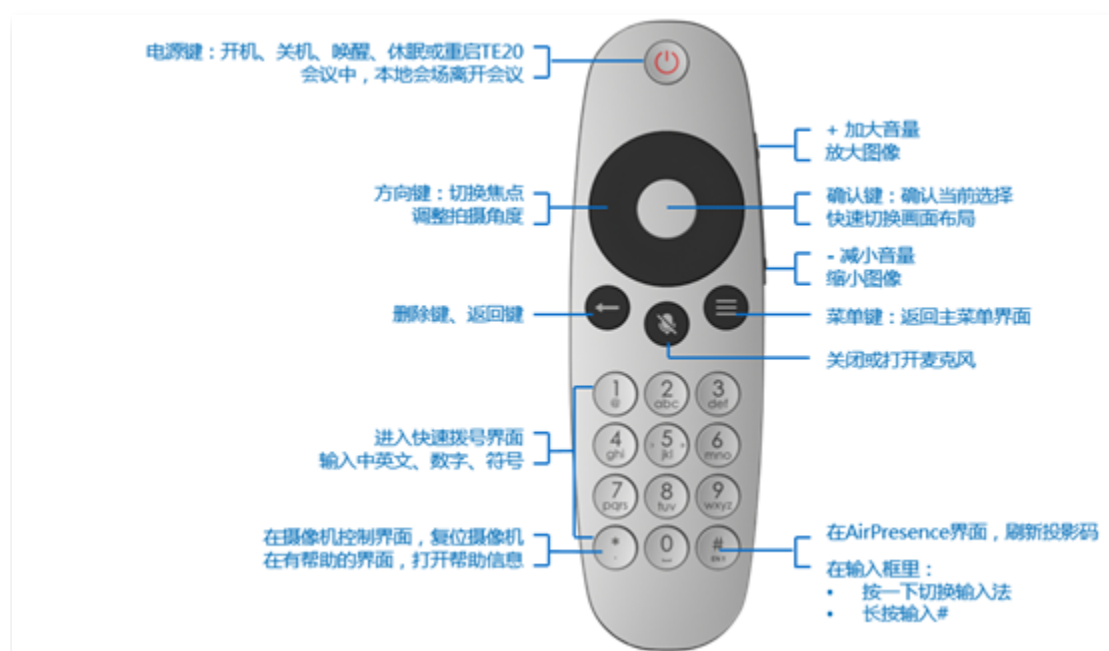 电源键：开机、关机、唤醒、休眠或重启TE20
会议中，本地会场离开会议
+ 加大音量
放大图像
方向键：切换焦点
调整拍摄角度
确认键：确认当前选择
快速切换画面布局
- 减小音量
缩小图像
删除键、返回键
菜单键：返回主菜单界面
关闭或打开麦克风
1
@
2
abc
3
def
进入快速拨号界面
输入中英文、数字、符号
4
ghi
5
jkl
6
mno
7
pqrs
8
tuv
9
wxyz
在摄像机控制界面，复位摄像机
在有帮助的界面，打开帮助信息
*
.
0
#
在AirPresence界面，刷新投影码
在输入框里：
• 按一下切换输入法
• 长按输入#